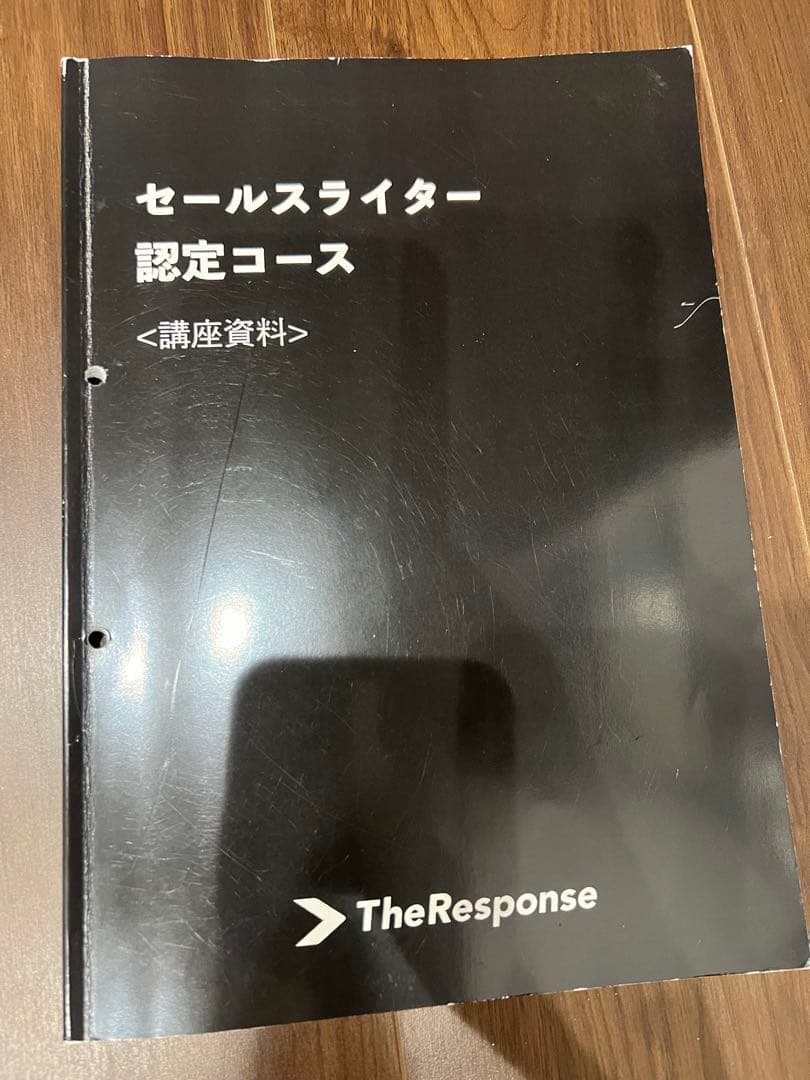 セールスライター
認定コース
<講座資料>
TheResponse